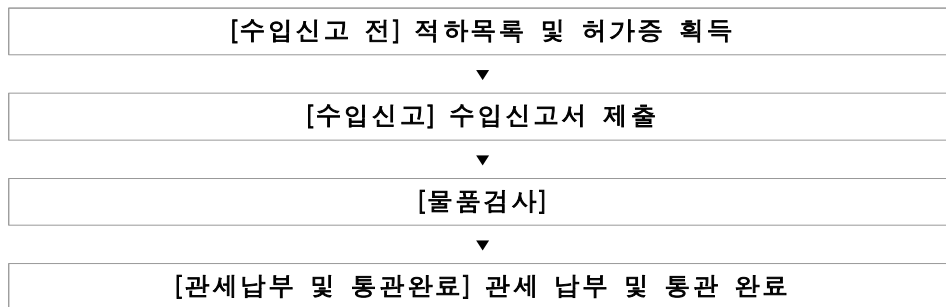 [수입신고 전] 적하목록 및 허가증 획득
▼
[수입신고] 수입신고서 제출
▼
[물품검사]
▼
[관세납부 및 통관완료] 관세 납부 및 통관 완료